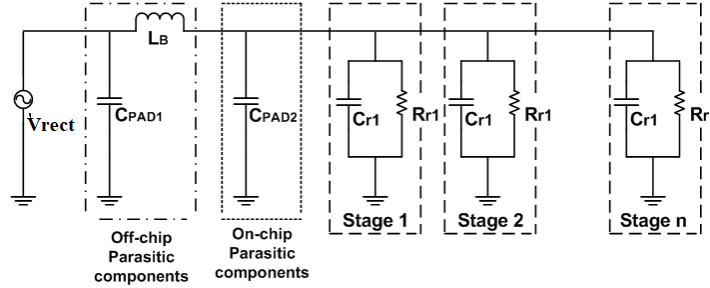 LB
Vrect
CPAD1
CPAD2
Cr1
Rr1
Cr1
Rr1
Cr1
Rr
Stage 1
Stage 2
Stage n
Off-chip
Parasitic
components
On-chip
Parasitic
components